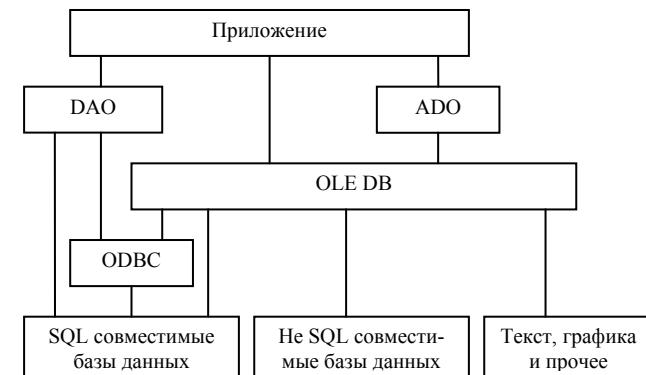 Приложение
DAO
ADO
OLE DB
ODBC
SQL совместимые
базы данных
Не SQL совмести-
мые базы данных
Текст, графика
и прочее